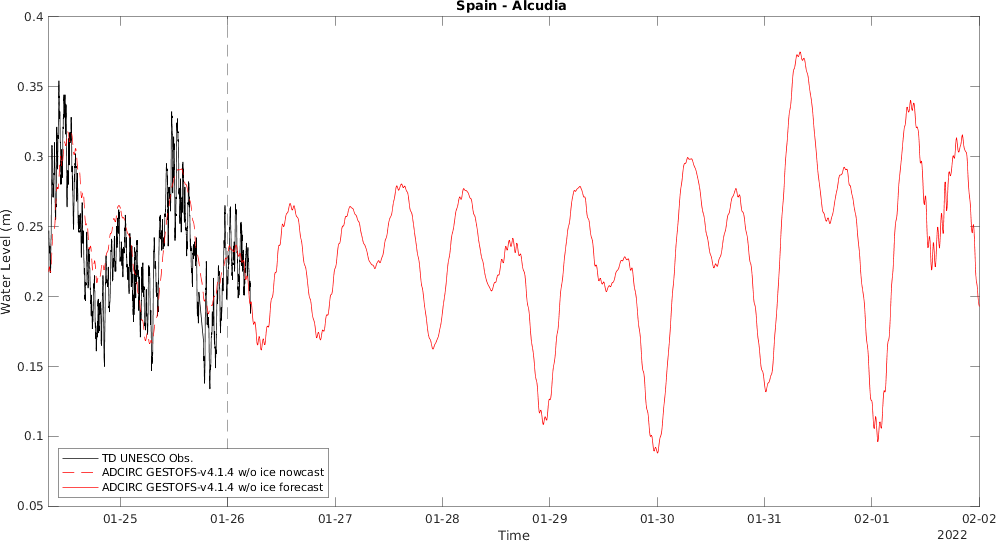 Spain - Alcudia
0.4
0.35
0.3
0.25
0.2
0.15
0.1
0.05
Water Level (m)
TD UNESCO Obs.
ADCIRC GESTOFS-v4.1.4 w/o ice nowcast
ADCIRC GESTOFS-v4.1.4 w/o ice forecast
01-25 01-26 01-27 01-28 01-29 01-30 01-31 02-01 02-02
Time
2022